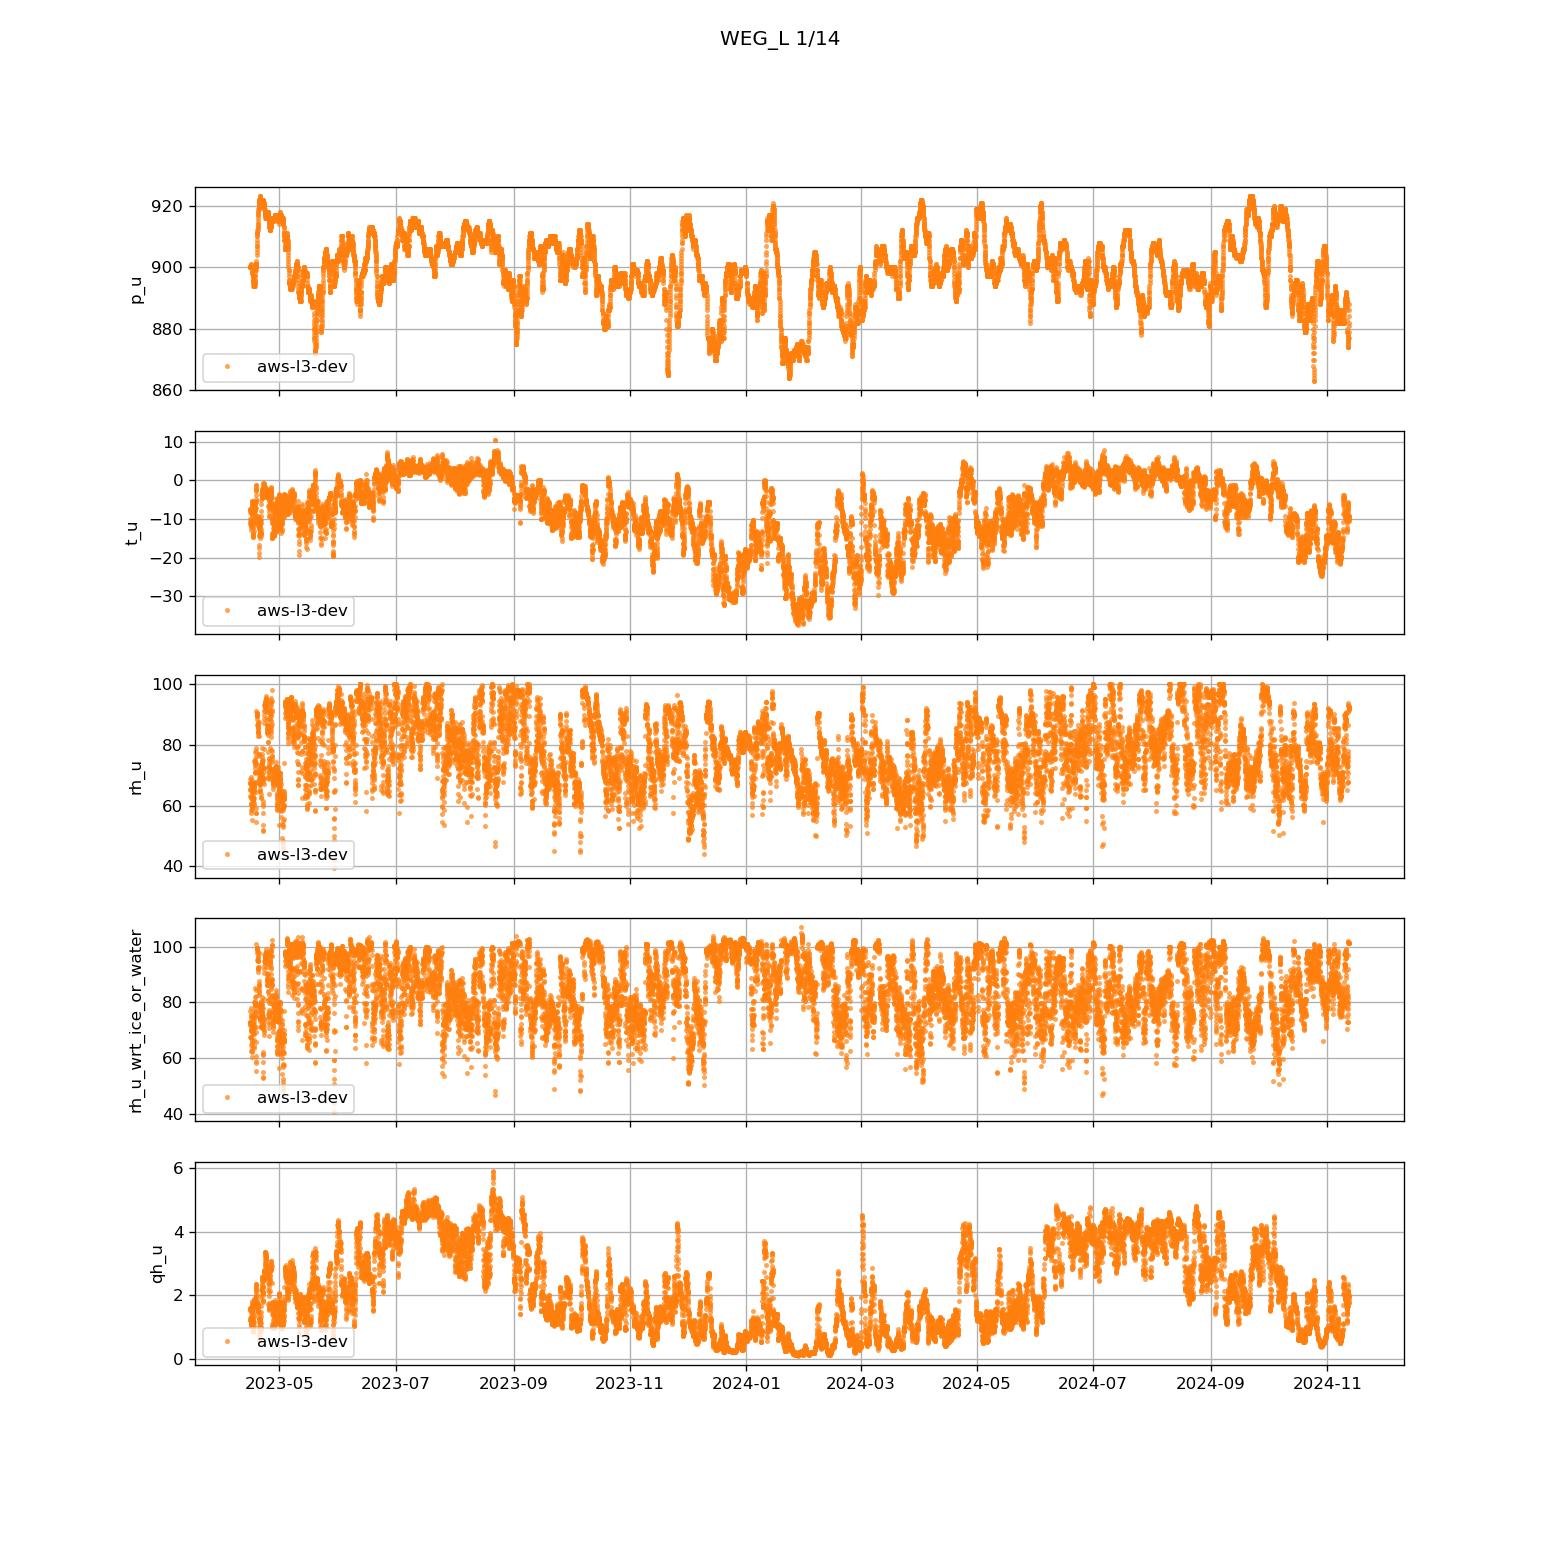 WEG_L 1/14
920
900
880
860
p_u
aws-l3-dev
10
0
−10
−20
−30
t_u
aws-l3-dev
100
80
60
40
rh_u
aws-l3-dev
100
80
60
40
rh_u_wrt_ice_or_water
aws-l3-dev
6
4
2
0
qh_u
aws-l3-dev
2023-05 2023-07 2023-09 2023-11 2024-01 2024-03 2024-05 2024-07 2024-09 2024-11